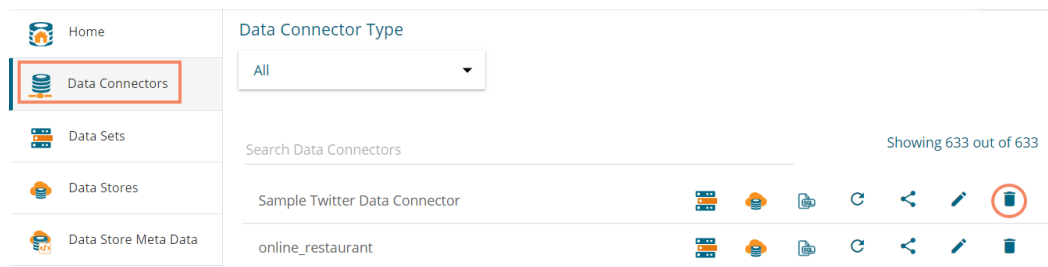 Home
Data Connectors
Data Sets
Data Stores
Data Store Meta Data
Data Connector Type
All
Search Data Connectors
Showing 633 out of 633
Sample Twitter Data Connector
online_restaurant